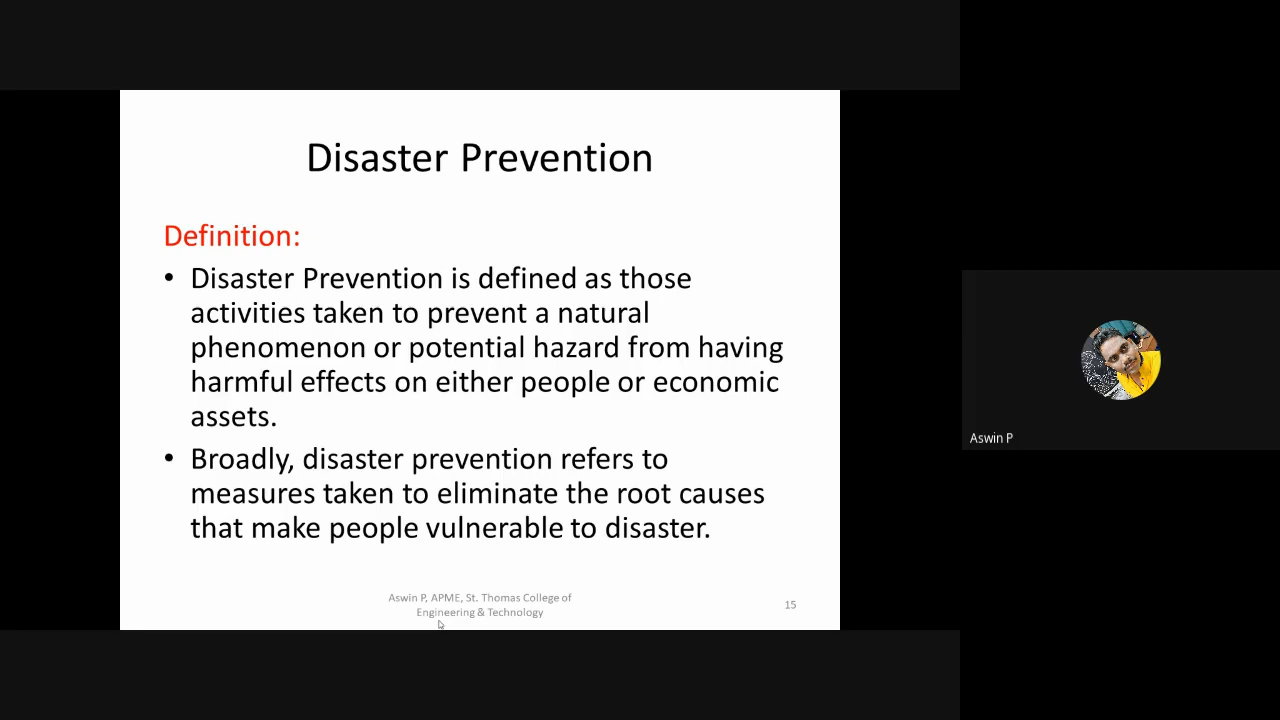 Disaster Prevention
Definition:
• Disaster Prevention is defined as those
activities taken to prevent a natural
phenomenon or potential hazard from having
harmful effects on either people or economic
assets.
• Broadly, disaster prevention refers to
measures taken to eliminate the root causes
that make people vulnerable to disaster.
Aswin P, APME, St. Thomas College of
Engineering & Technology
15
Aswin P